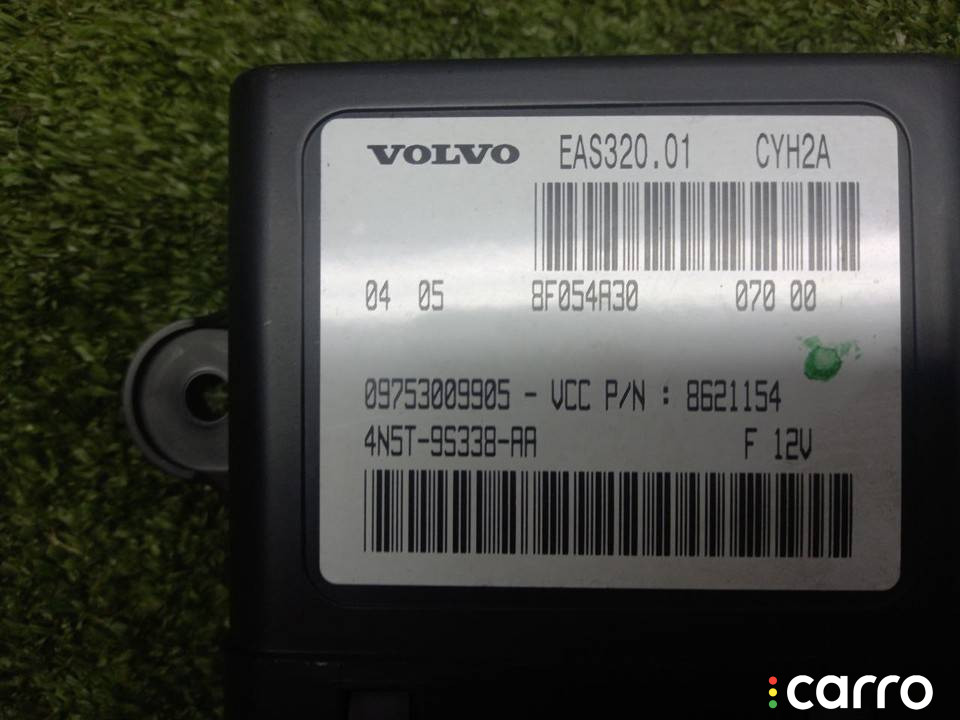 VOLVO EAS320.01 CYH2A
04 05 8F054A30 070 00
09753009905 - VCC P/N : 8621154
4N5T-9S338-AA F 12V
carro